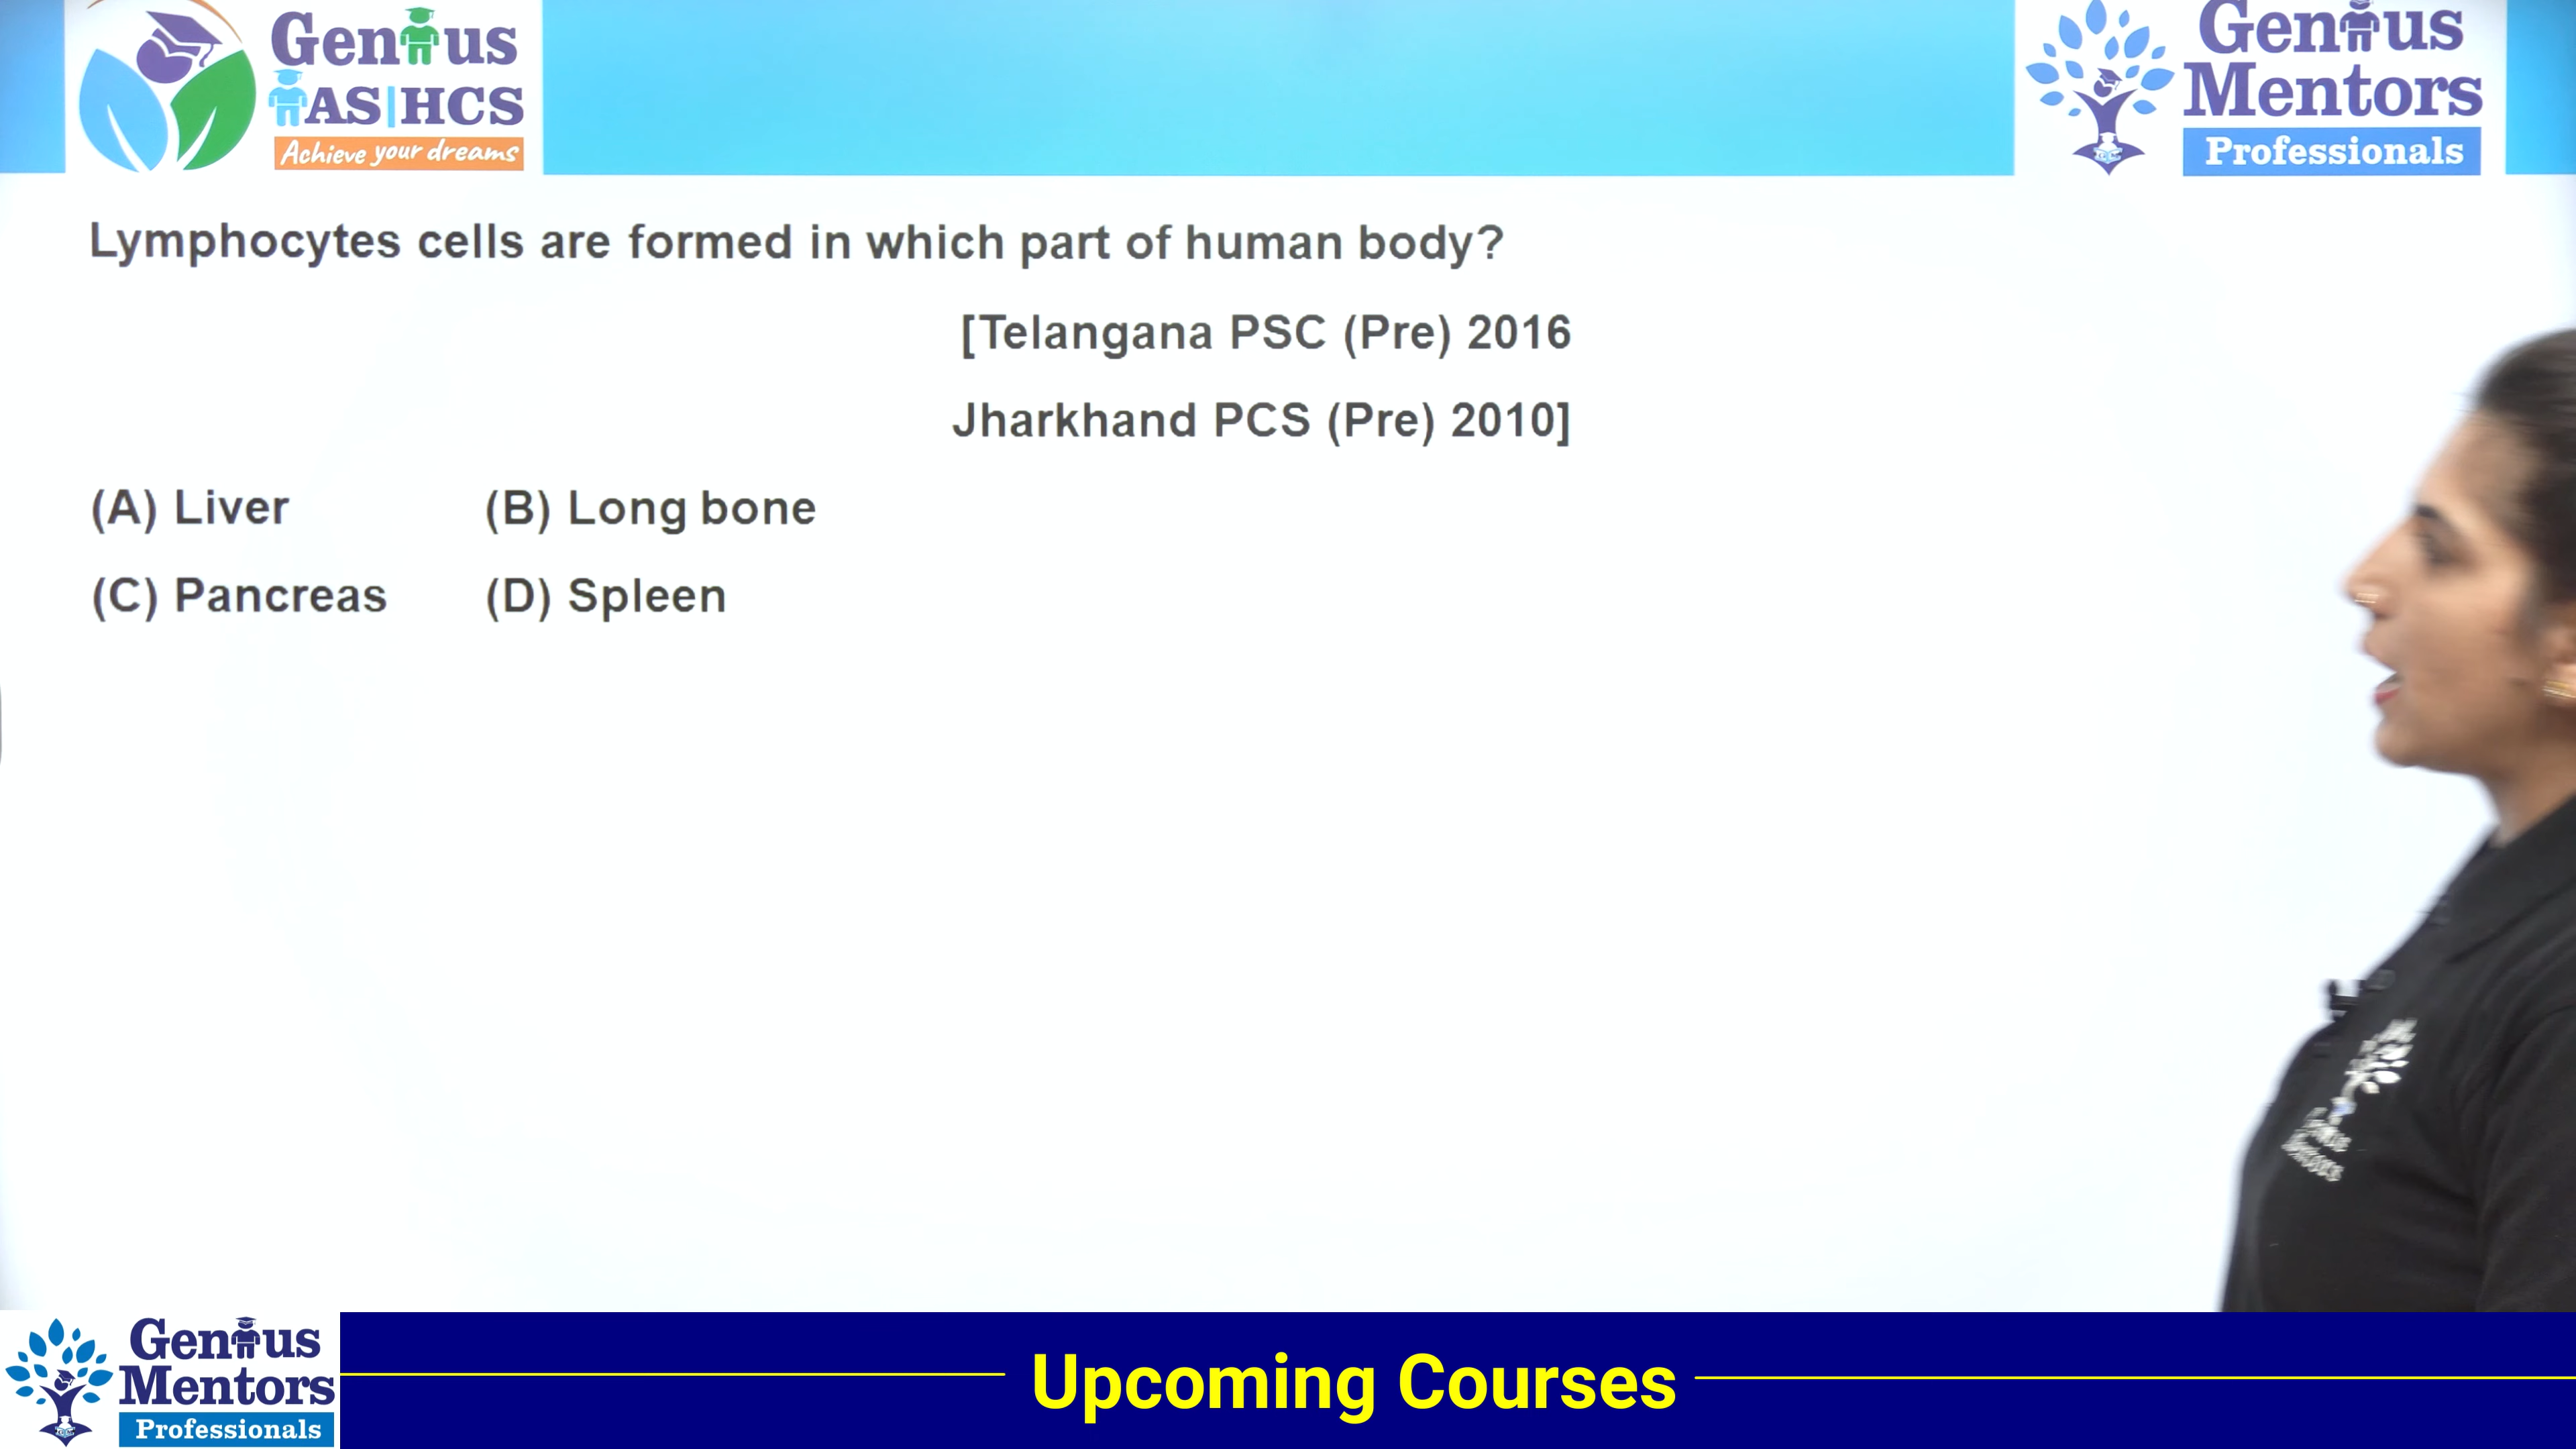 Genius
IAS|HCS
Achieve your dreams
Genius
Mentors
Professionals
Lymphocytes cells are formed in which part of human body?
[Telangana PSC (Pre) 2016
Jharkhand PCS (Pre) 2010]
(A) Liver (B) Long bone
(C) Pancreas (D) Spleen
Genius
Mentors
Professionals
Upcoming Courses